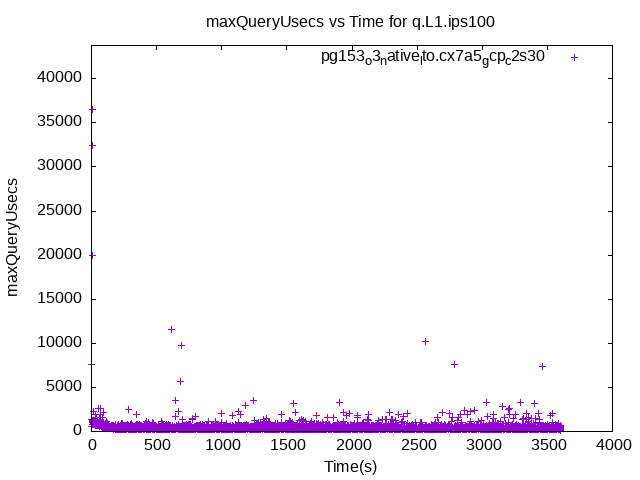 maxQueryUsecs vs Time for q.L1.ips100
pg153o3native_lto.cx7a5gcpc2s30
40000
35000
30000
25000
20000
15000
10000
5000
0
maxQueryUsecs
0 500 1000 1500 2000 2500 3000 3500 4000
Time(s)